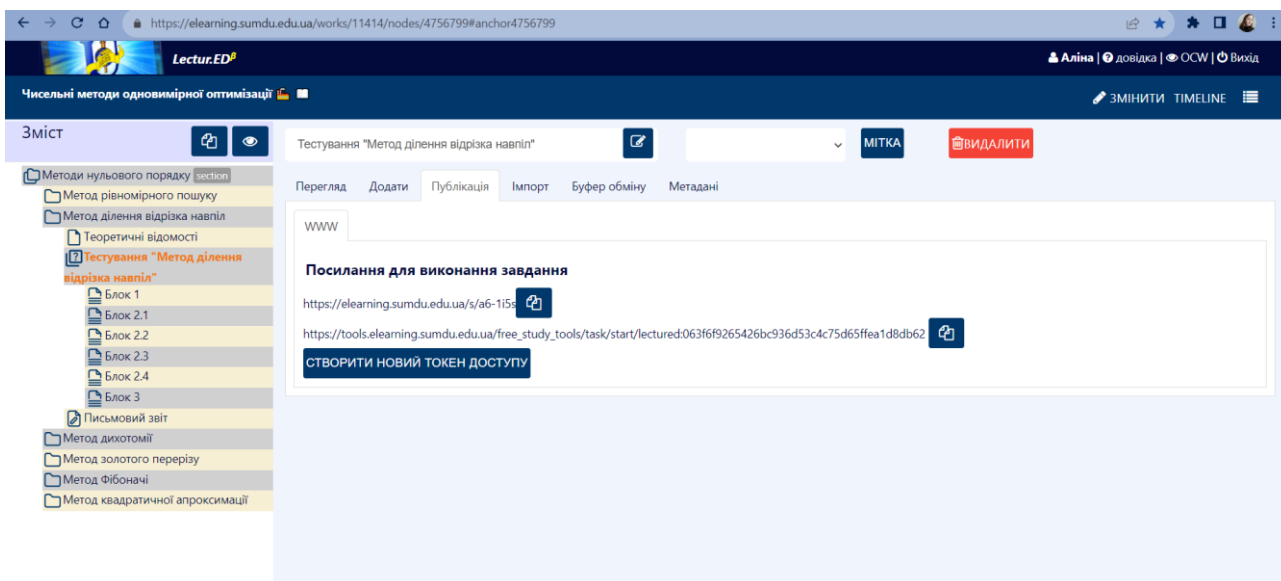 https://elearning.sumdu.edu.ua/works/11414/nodes/4756799#anchor4756799
Lectur.EDβ
Аліна | довідка | OCW | Вихід
Чисельні методи одновимірної оптимізації
ЗМІНИТИ TIMELINE
Зміст
Тестування "Метод ділення відрізка навпіл"
МІТКА
ВИДАЛИТИ
Методи нульового порядку section
Метод рівномірного пошуку
Метод ділення відрізка навпіл
Теоретичні відомості
Тестування "Метод ділення
відрізка навпіл"
Блок 1
Блок 2.1
Блок 2.2
Блок 2.3
Блок 2.4
Блок 3
Письмовий звіт
Метод дихотомії
Метод золотого перерізу
Метод Фібоначі
Метод квадратичної апроксимації
Перегляд Додати Публікація Імпорт Буфер обміну Метадані
WWW
Посилання для виконання завдання
https://elearning.sumdu.edu.ua/s/a6-1i5s
https://tools.elearning.sumdu.edu.ua/free_study_tools/task/start/lectured:063f6f9265426bc936d53c4c75d65ffea1d8db62
СТВОРИТИ НОВИЙ ТОКЕН ДОСТУПУ